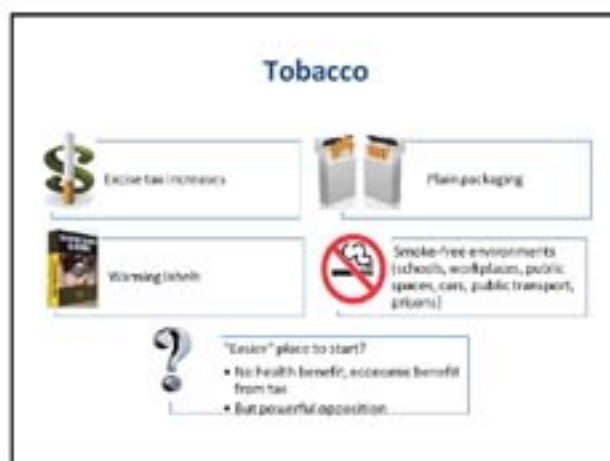 Tobacco
Excise tax increases
Plain packaging
Warning labels
Smoke-free environments
(schools, workplaces, public
spaces, cars, public transport,
prisons)
"Easier" place to start?
• No health benefit, economic benefit
from tax
• But powerful opposition